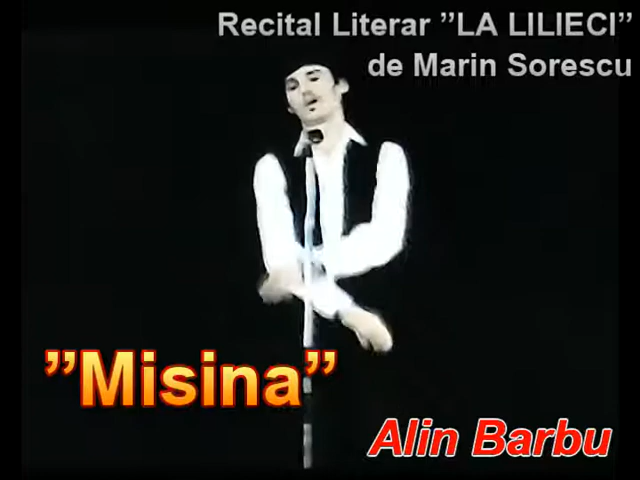 Recital Literar ”LA LILIECI”
de Marin Sorescu
”Misina”
Alin Barbu